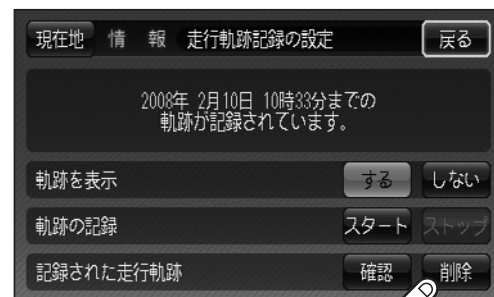 現在地 情 報 走行軌跡記録の設定 戻る
2008年 2月10日 10時33分までの
軌跡が記録されています。
軌跡を表示 する しない
軌跡の記録 スタート ストップ
記録された走行軌跡 確認 削除